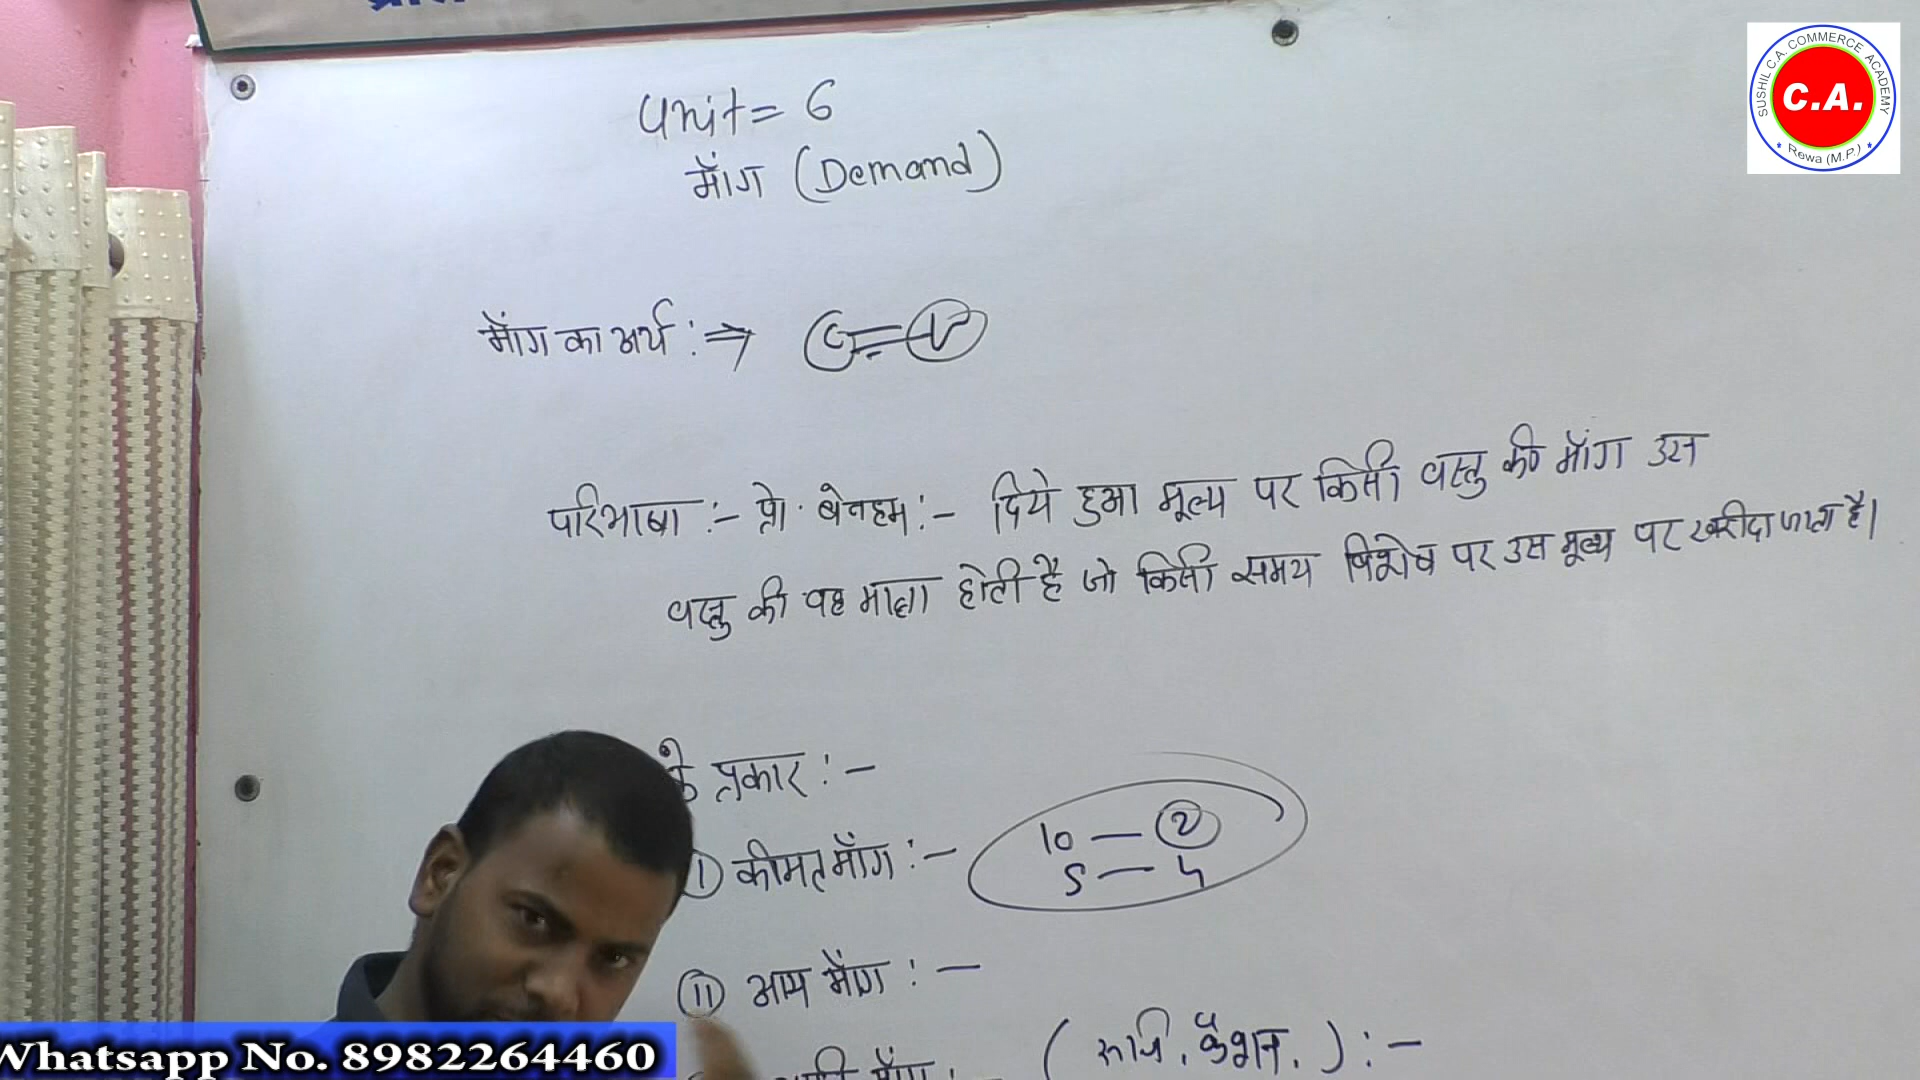 SUSHIL C.A. COMMERCE ACADEMY
C.A.
Rewa (M.P.)
Unit = 6
माँग (Demand)
माँग का अर्थ :⇒ C = V
परिभाषा :- प्रो. बेनहम :- दिये हुआ मूल्य पर किसी वस्तु की माँग उस
वस्तु की वह मात्रा होती है जो किसी समय विशेष पर उस मूल्य पर खरीदा जाता है।
के प्रकार :-
I कीमत माँग :- 10 — 2
5 — 4
II आय माँग :-
माँग :- ( रूचि, फैशन, ) :-
Whatsapp No. 8982264460